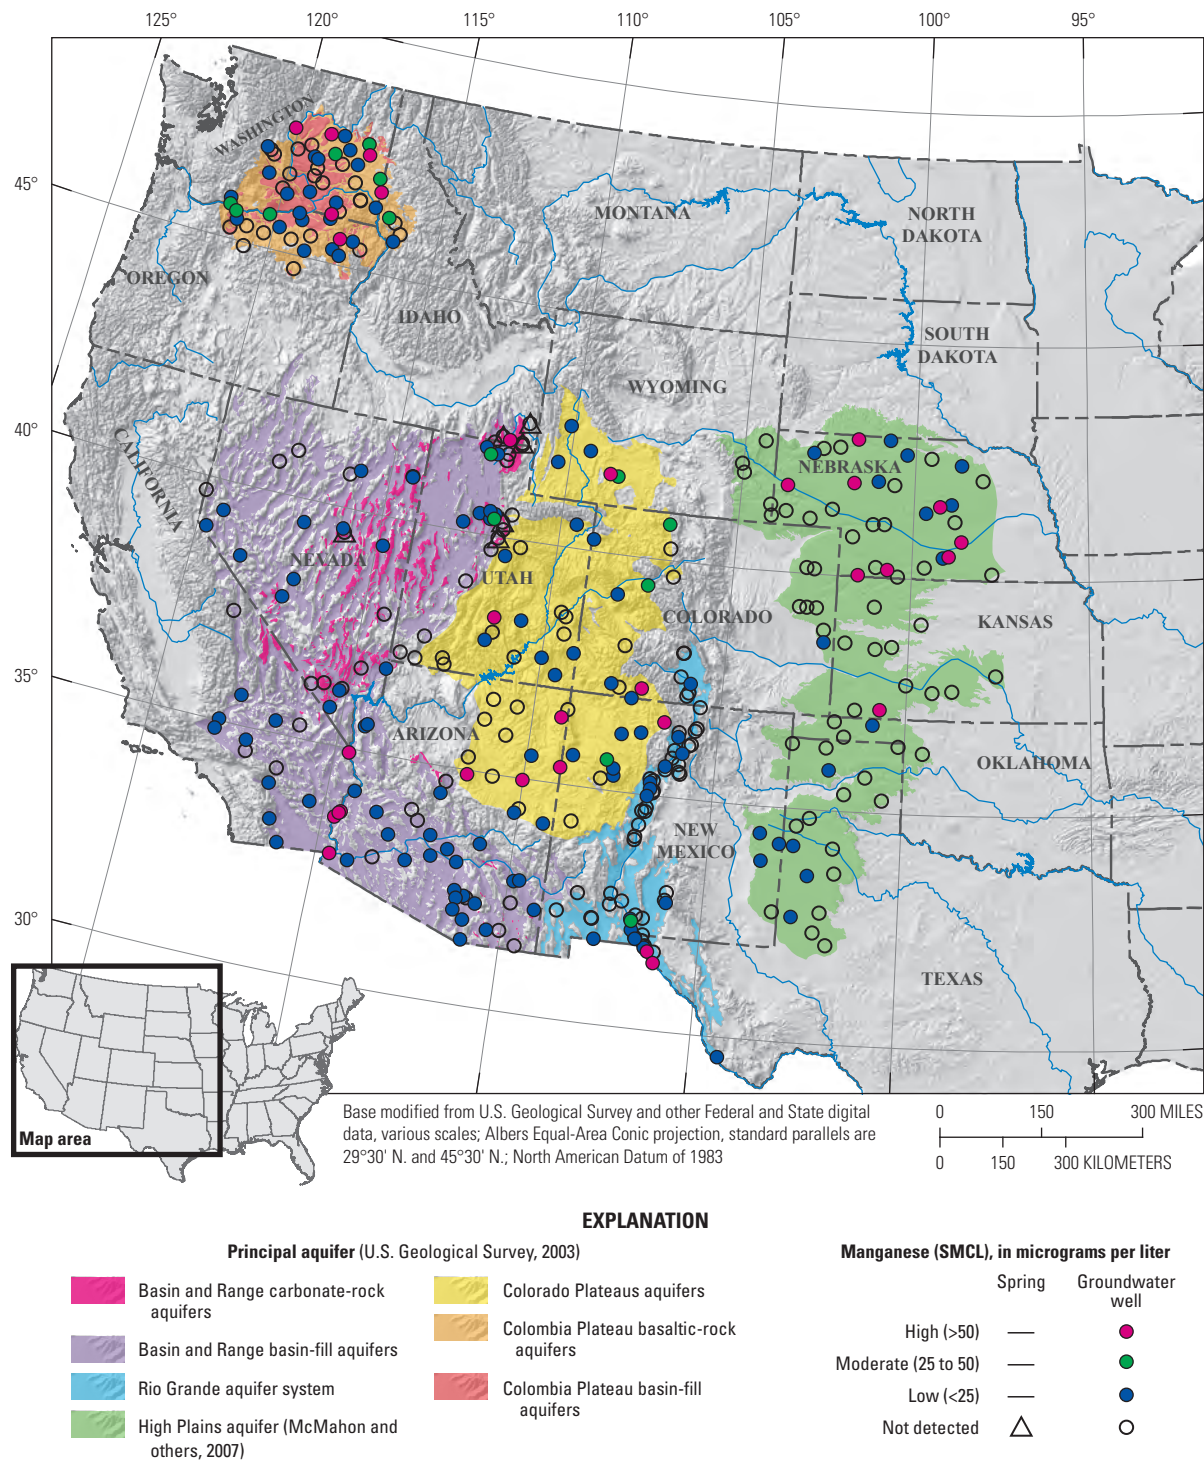 125°
120°
115°
110°
105°
100°
95°
45°
40°
35°
30°
WASHINGTON
OREGON
IDAHO
MONTANA
NORTH
DAKOTA
SOUTH
DAKOTA
WYOMING
CALIFORNIA
NEVADA
UTAH
COLORADO
NEBRASKA
KANSAS
ARIZONA
NEW
MEXICO
OKLAHOMA
TEXAS
Map area
Base modified from U.S. Geological Survey and other Federal and State digital
data, various scales; Albers Equal-Area Conic projection, standard parallels are
29°30' N. and 45°30' N.; North American Datum of 1983
0 150 300 MILES
0 150 300 KILOMETERS
EXPLANATION
Principal aquifer (U.S. Geological Survey, 2003)
Basin and Range carbonate-rock
aquifers
Basin and Range basin-fill aquifers
Rio Grande aquifer system
High Plains aquifer (McMahon and
others, 2007)
Colorado Plateaus aquifers
Colombia Plateau basaltic-rock
aquifers
Colombia Plateau basin-fill
aquifers
Manganese (SMCL), in micrograms per liter
Spring Groundwater
well
High (>50)
Moderate (25 to 50)
Low (<25)
Not detected